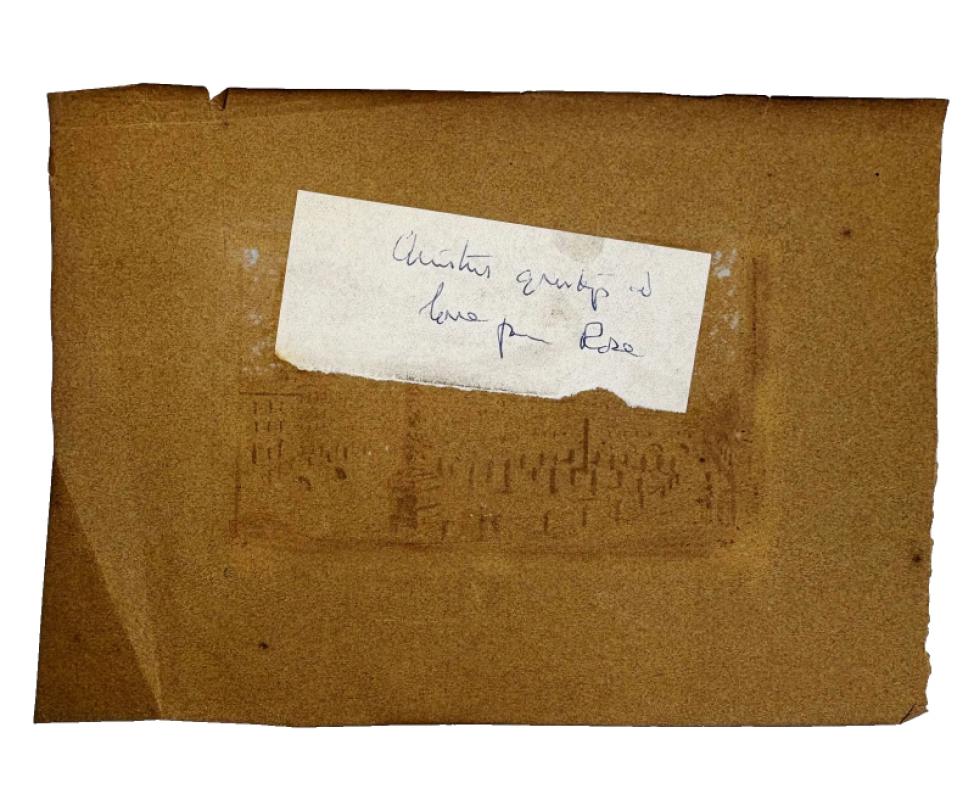 Christmas greetings and
love from Rose